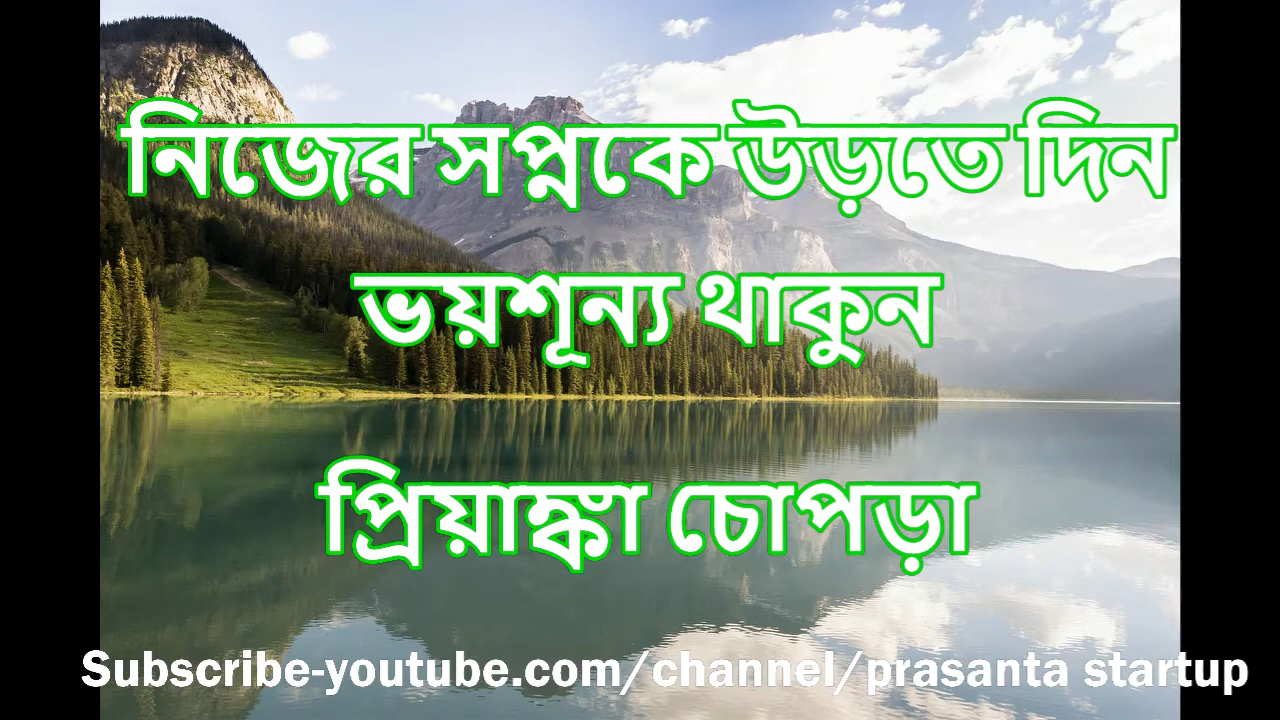 নিজের সপ্নকে উড়তে দিন
ভয়শূন্য থাকুন
প্রিয়াঙ্কা চোপড়া
Subscribe-youtube.com/channel/prasanta startup